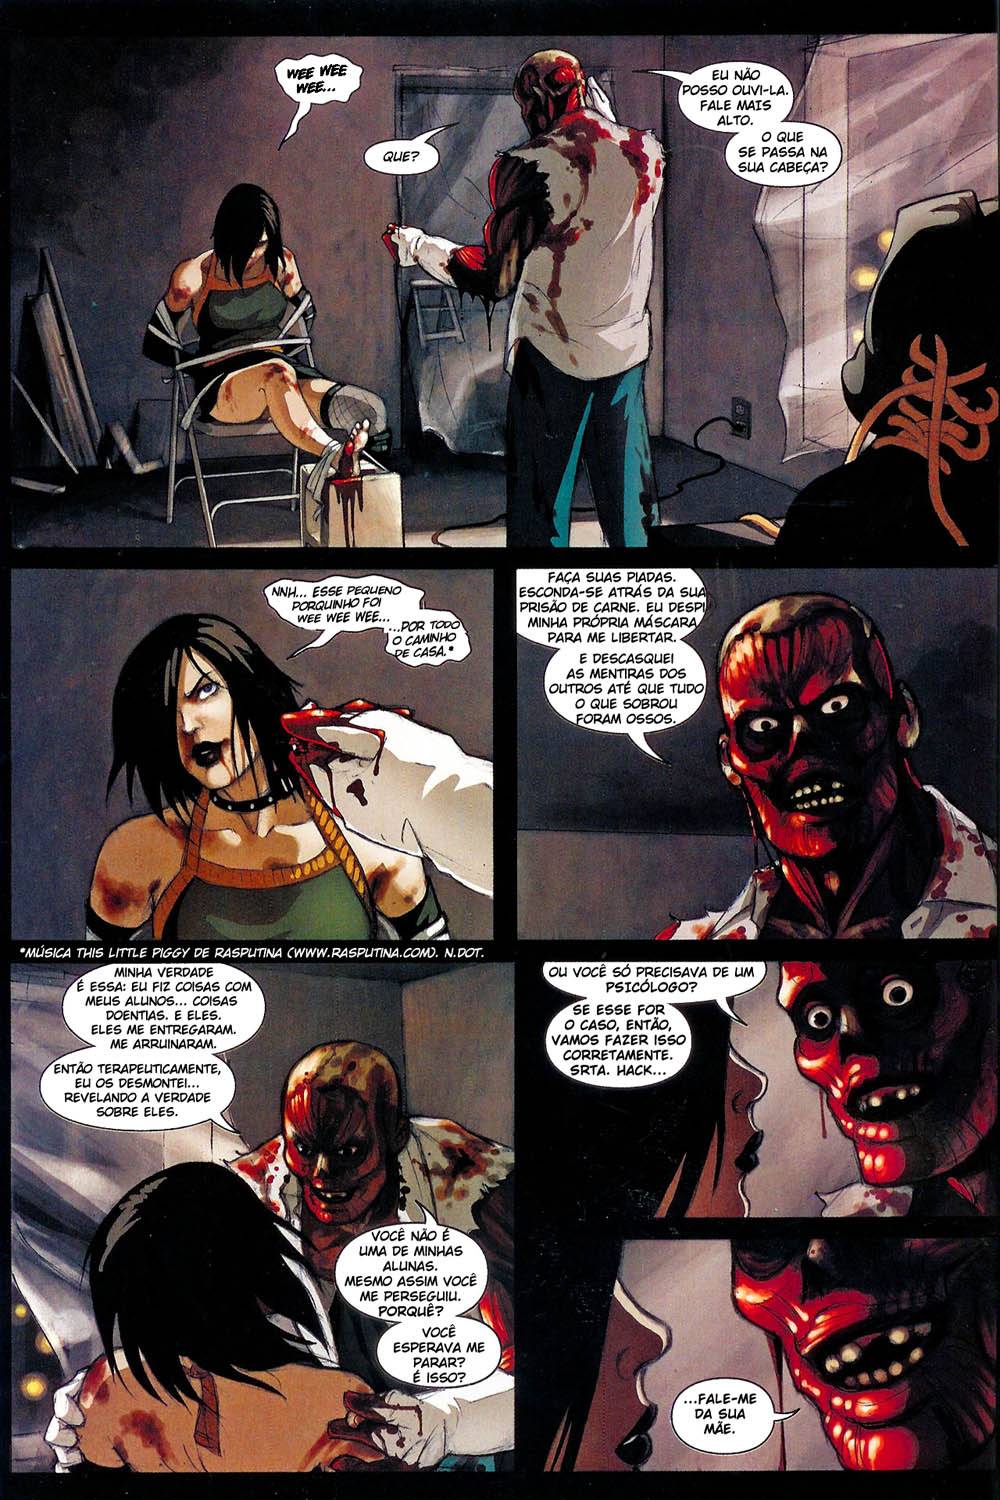 WEE WEE
WEE...
QUE?
EU NÃO
POSSO OUVI-LA.
FALE MAIS
ALTO.
O QUE
SE PASSA NA
SUA CABEÇA?
NNH... ESSE PEQUENO
PORQUINHO FOI
WEE WEE WEE...
...POR TODO
O CAMINHO
DE CASA.*
*MÚSICA THIS LITTLE PIGGY DE RASPUTINA (WWW.RASPUTINA.COM). N.DOT.
FAÇA SUAS PIADAS.
ESCONDA-SE ATRÁS DA SUA
PRISÃO DE CARNE. EU DESPI
MINHA PRÓPRIA MÁSCARA
PARA ME LIBERTAR.
E DESCASQUEI
AS MENTIRAS DOS
OUTROS ATÉ QUE TUDO
O QUE SOBROU
FORAM OSSOS.
MINHA VERDADE
É ESSA: EU FIZ COISAS COM
MEUS ALUNOS... COISAS
DOENTIAS. E ELES.
ELES ME ENTREGARAM.
ME ARRUINARAM.
ENTÃO TERAPEUTICAMENTE,
EU OS DESMONTEI...
REVELANDO A VERDADE
SOBRE ELES.
VOCÊ NÃO É
UMA DE MINHAS
ALUNAS.
MESMO ASSIM VOCÊ
ME PERSEGUIU.
PORQUÊ?
VOCÊ
ESPERAVA ME
PARAR?
É ISSO?
OU VOCÊ SÓ PRECISAVA DE UM
PSICÓLOGO?
SE ESSE FOR
O CASO, ENTÃO,
VAMOS FAZER ISSO
CORRETAMENTE.
SRTA. HACK...
...FALE-ME
DA SUA
MÃE.